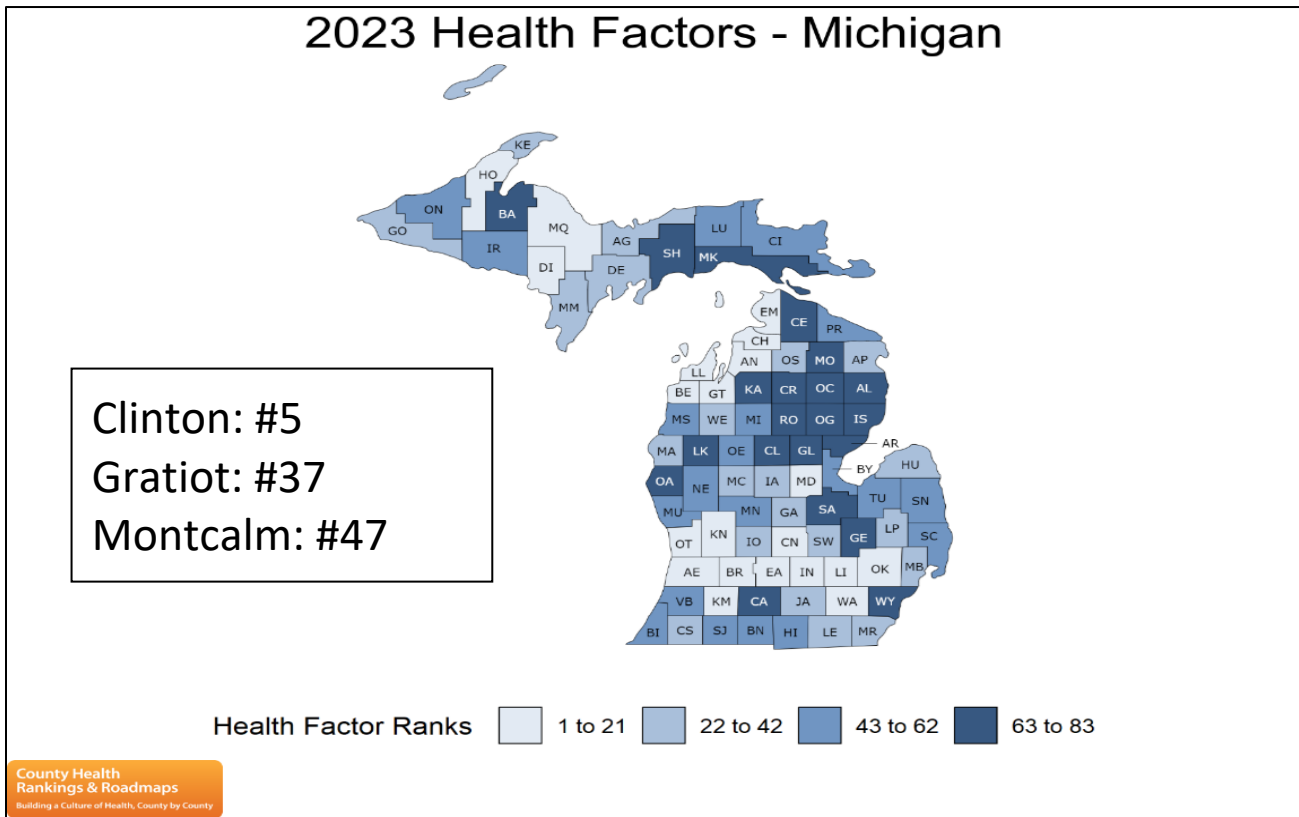 2023 Health Factors - Michigan
KE
HO
ON
BA
MQ
GO
IR
AG
LU
CI
SH
MK
DI
DE
MM
EM
CE
PR
CH
AN
OS
MO
AP
LL
BE
GT
KA
CR
OC
AL
MS
WE
MI
RO
OG
IS
MA
LK
OE
CL
GL
AR
BY
HU
OA
NE
MC
IA
MD
TU
SN
MU
MN
GA
SA
LP
SC
OT
KN
IO
CN
SW
GE
AE
BR
EA
IN
LI
OK
MB
VB
KM
CA
JA
WA
WY
BI
CS
SJ
BN
HI
LE
MR
Clinton: #5
Gratiot: #37
Montcalm: #47
Health Factor Ranks 1 to 21 22 to 42 43 to 62 63 to 83
County Health
Rankings & Roadmaps
Building a Culture of Health, County by County